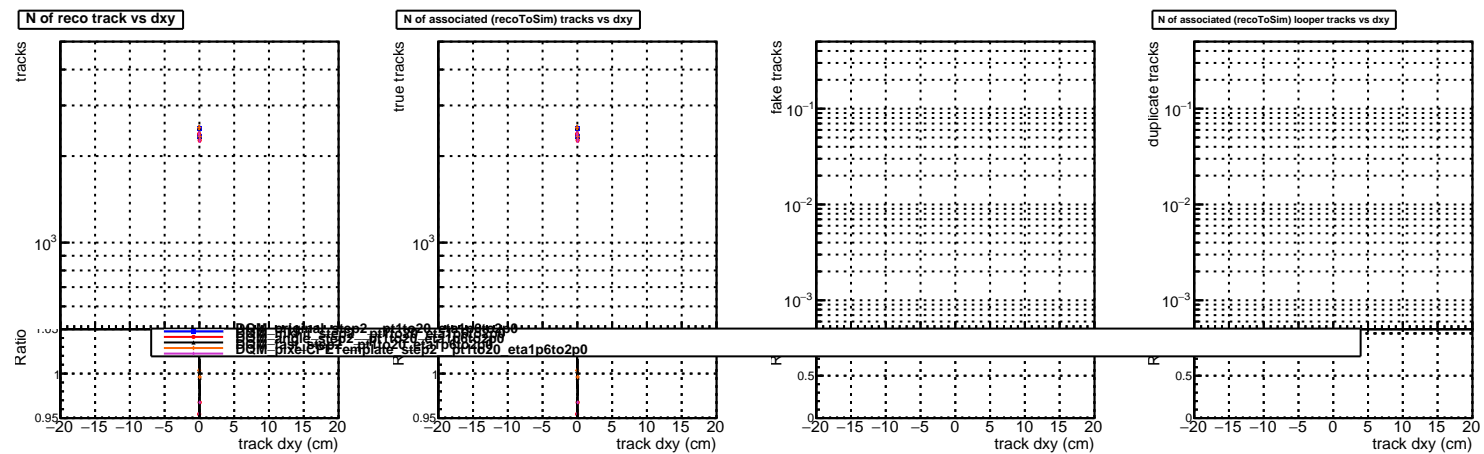 N of reco track vs dxy
tracks
10³
Ratio
1
0.95
−20 −15 −10 −5 0 5 10 15 20
track dxy (cm)
N of associated (recoToSim) tracks vs dxy
true tracks
10³
1
0.95
−20 −15 −10 −5 0 5 10 15 20
track dxy (cm)
fake tracks
10⁻¹
10⁻²
10⁻³
0.5
0
−20 −15 −10 −5 0 5 10 15 20
track dxy (cm)
N of associated (recoToSim) looper tracks vs dxy
duplicate tracks
10⁻¹
10⁻²
10⁻³
0.5
0
−20 −15 −10 −5 0 5 10 15 20
track dxy (cm)
DQM_pixelCPETemplate_step2__pt1to20_eta1p6to2p0